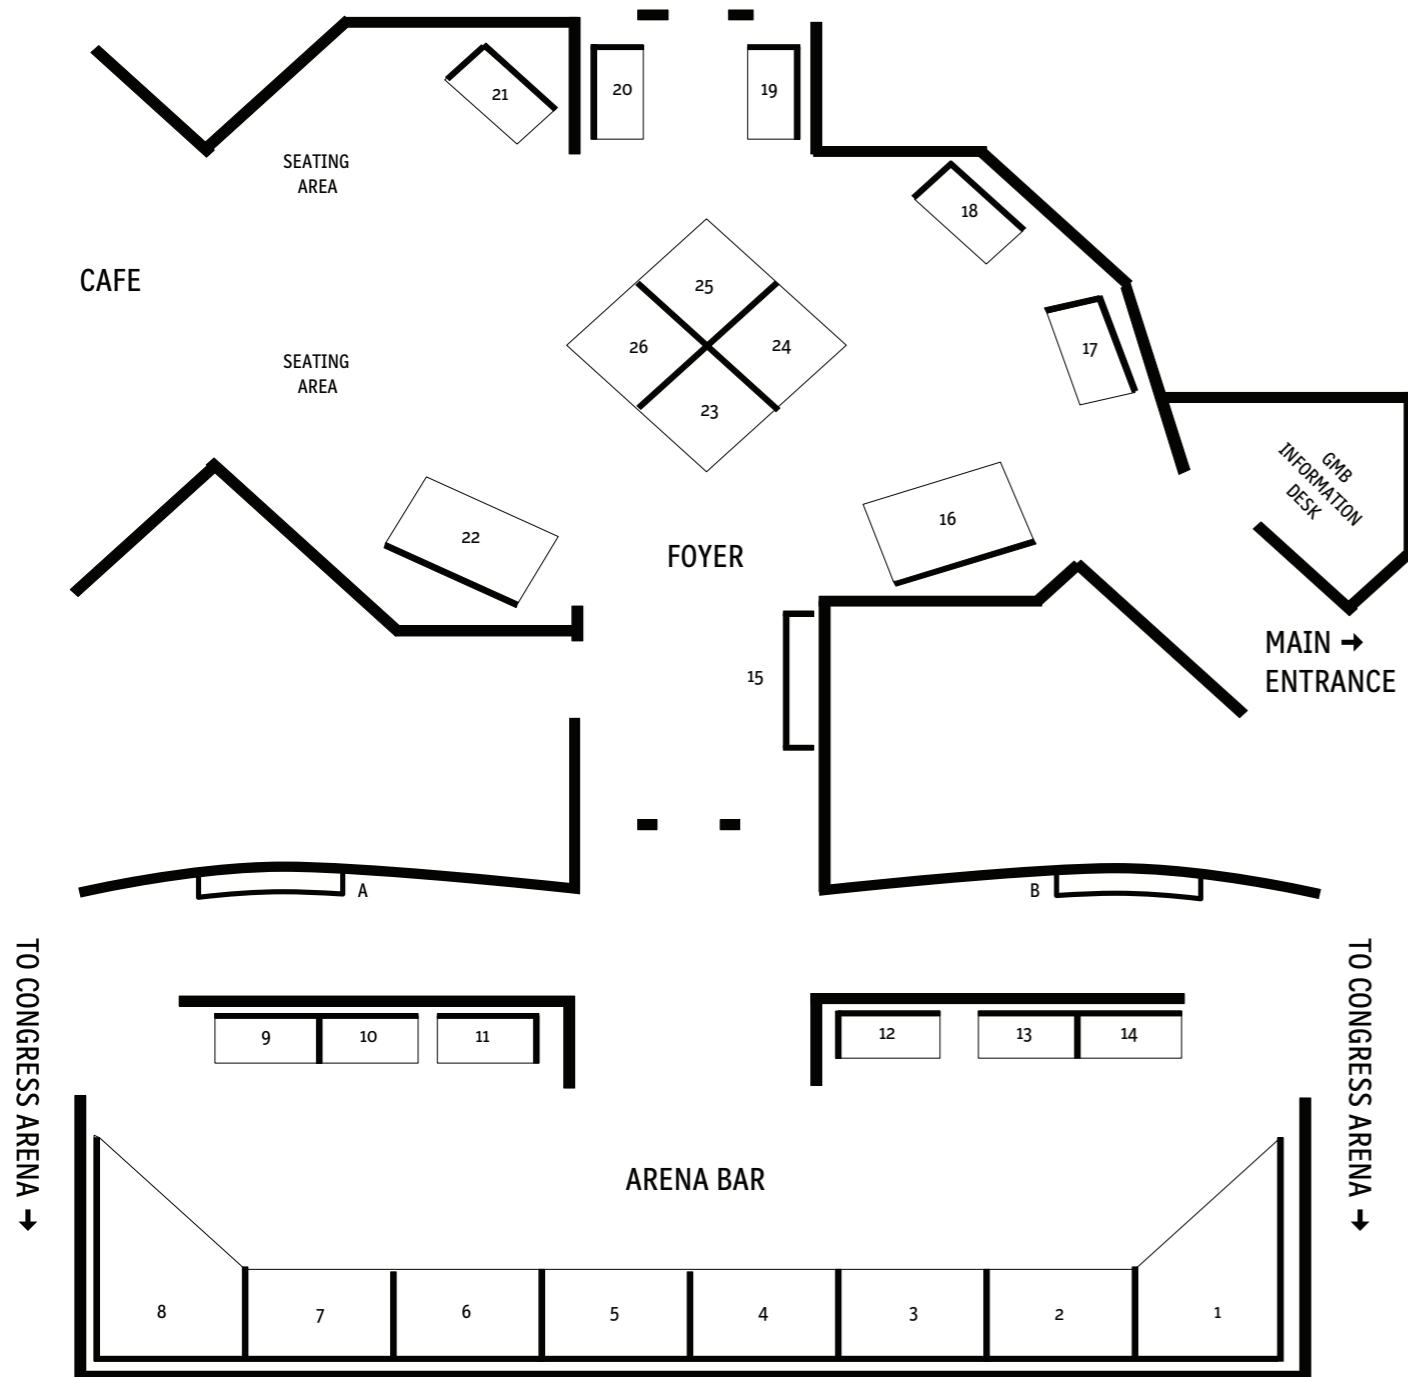 20
19
21
SEATING
AREA
18
CAFE
25
26
24
17
SEATING
AREA
23
GMB
INFORMATION
DESK
22
16
FOYER
MAIN →
ENTRANCE
15
A
B
TO CONGRESS ARENA →
TO CONGRESS ARENA →
9
10
11
12
13
14
ARENA BAR
8
7
6
5
4
3
2
1